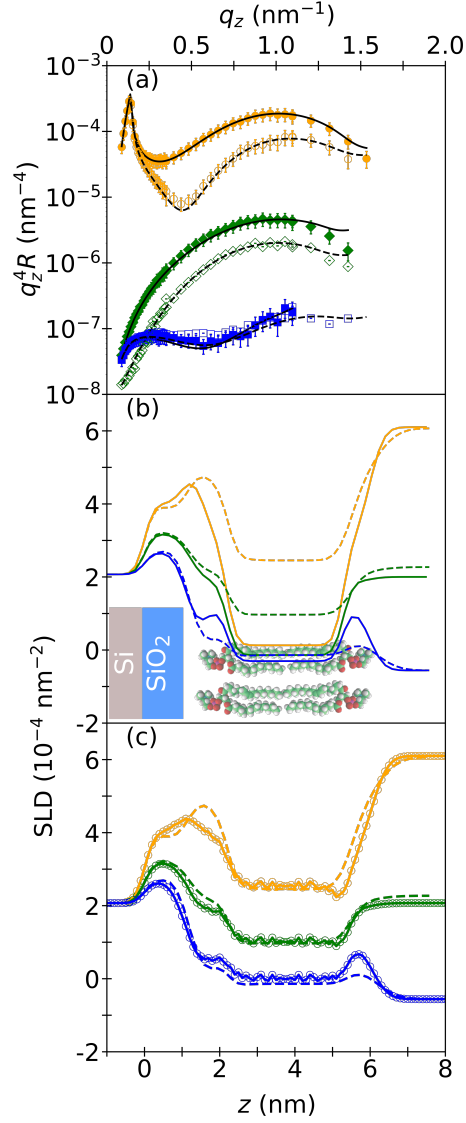 q_z (nm⁻¹)
0 0.5 1.0 1.5 2.0
(a)
10⁻³
10⁻⁴
10⁻⁵
10⁻⁶
10⁻⁷
10⁻⁸
q_z⁴R (nm⁻⁴)
(b)
6
4
2
0
-2
Si
SiO₂
SLD (10⁻⁴ nm⁻²)
(c)
6
4
2
0
-2
0 2 4 6 8
z (nm)